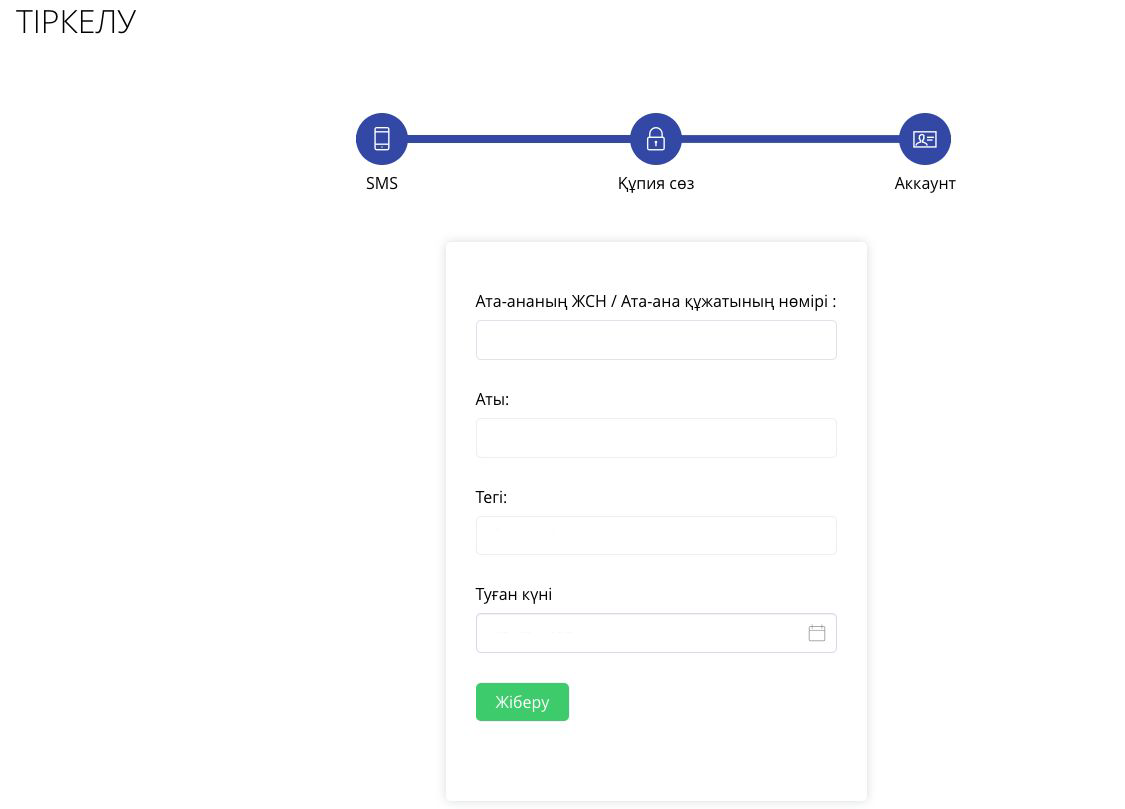 ТІРКЕЛУ
SMS
Құпия сөз
Аккаунт
Ата-ананың ЖСН / Ата-ана құжатының нөмірі :
Аты:
Тегі:
Туған күні
Жіберу